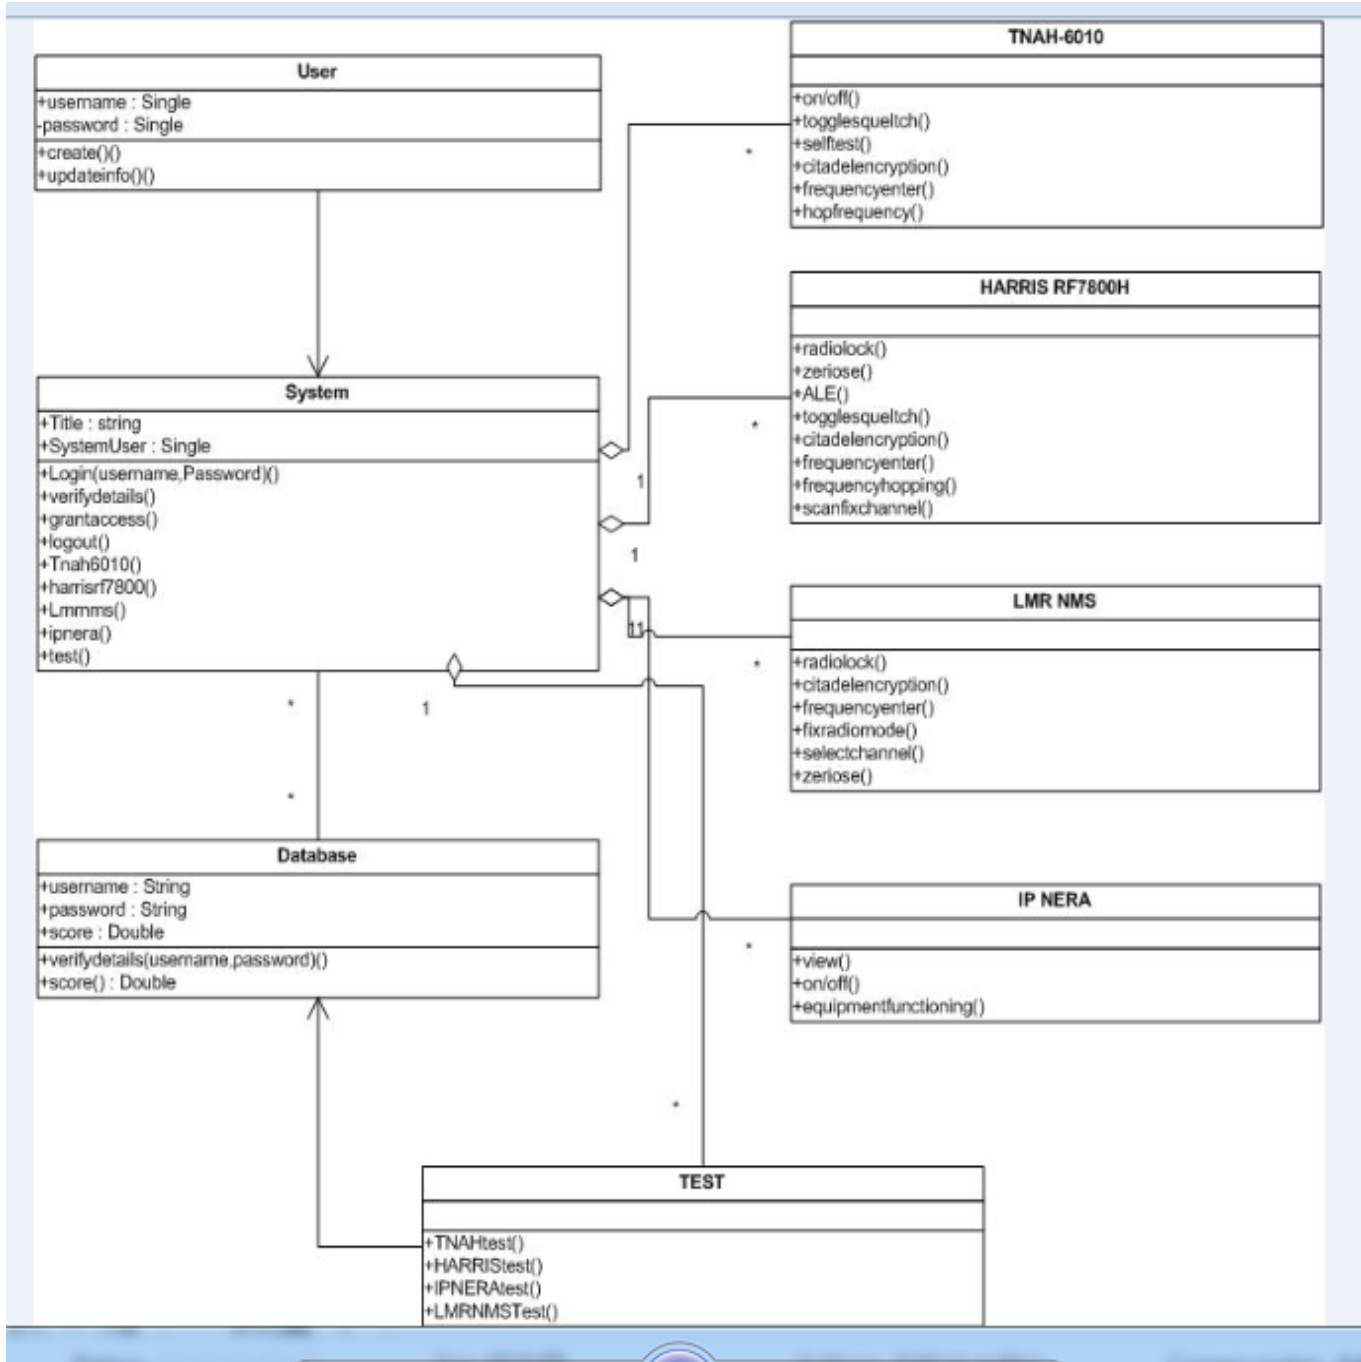 User
+username : Single
-password : Single
+create()()
+updateinfo()()
TNAH-6010
+on/off()
+togglesqueltch()
+selftest()
+citadelencryption()
+frequencyenter()
+hopfrequency()
*
HARRIS RF7800H
+radiolock()
+zeriose()
+ALE()
+togglesqueltch()
+citadelencryption()
+frequencyenter()
+frequencyhopping()
+scanfixchannel()
*
System
+Title : string
+SystemUser : Single
+Login(username,Password)()
+verifydetails()
+grantaccess()
+logout()
+Tnah6010()
+harrisrf7800()
+Lmrnms()
+ipnera()
+test()
1
1
11
1
*
*
LMR NMS
+radiolock()
+citadelencryption()
+frequencyenter()
+fixradiomode()
+selectchannel()
+zeriose()
*
Database
+username : String
+password : String
+score : Double
+verifydetails(username,password)()
+score() : Double
IP NERA
+view()
+on/off()
+equipmentfunctioning()
*
*
TEST
+TNAHtest()
+HARRIStest()
+IPNERAtest()
+LMRNMSTest()